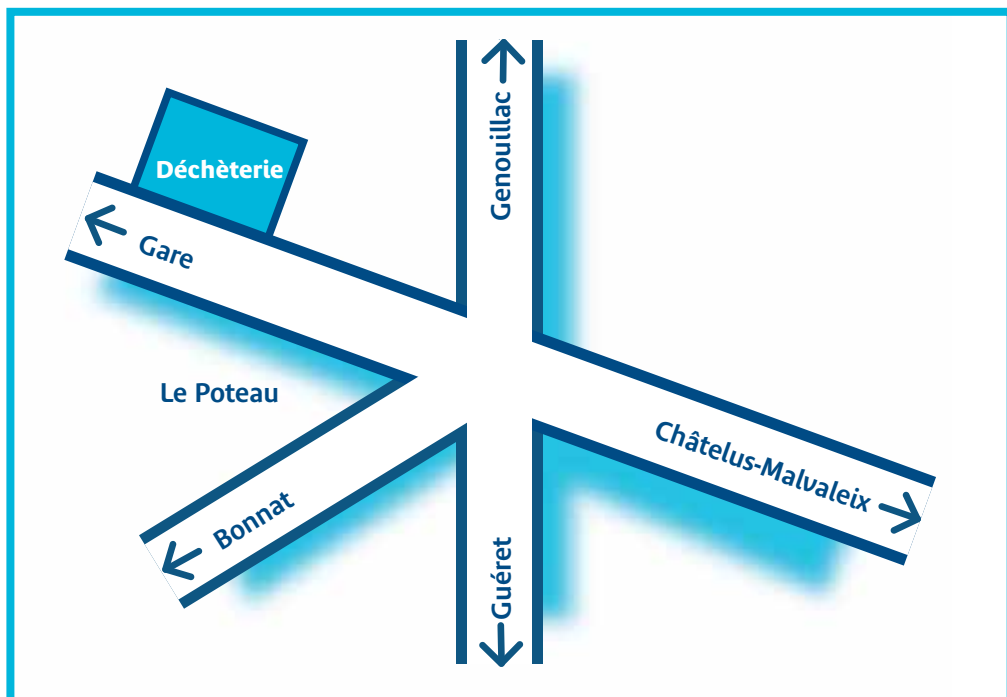 Genouillac
Déchèterie
Gare
Le Poteau
Châtelus-Malvaleix
Bonnat
Guéret